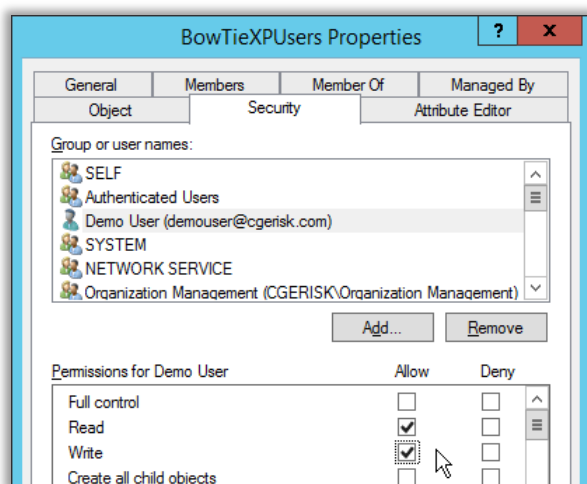 BowTieXPUsers Properties ? x
General Members Member Of Managed By
Object Security Attribute Editor
Group or user names:
SELF
Authenticated Users
Demo User (demouser@cgerisk.com)
SYSTEM
NETWORK SERVICE
Organization Management (CGERISK\Organization Management)
Add... Remove
Permissions for Demo User Allow Deny
Full control
Read
Write
Create all child objects